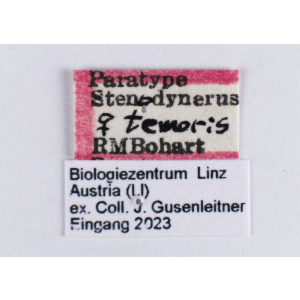 Paratype
Stenodynerus
♀ temoris
RMBohart
Biologiezentrum Linz
Austria (LI)
ex. Coll. J. Gusenleitner
Eingang 2023